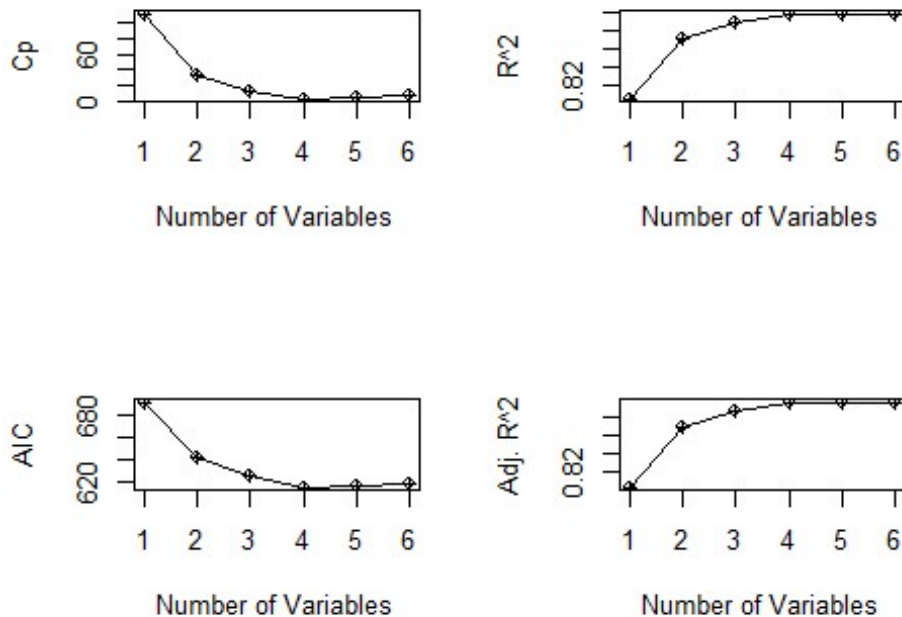 Cp
60
0
1 2 3 4 5 6
Number of Variables
R^2
0.82
1 2 3 4 5 6
Number of Variables
AIC
680
620
1 2 3 4 5 6
Number of Variables
Adj. R^2
0.82
1 2 3 4 5 6
Number of Variables